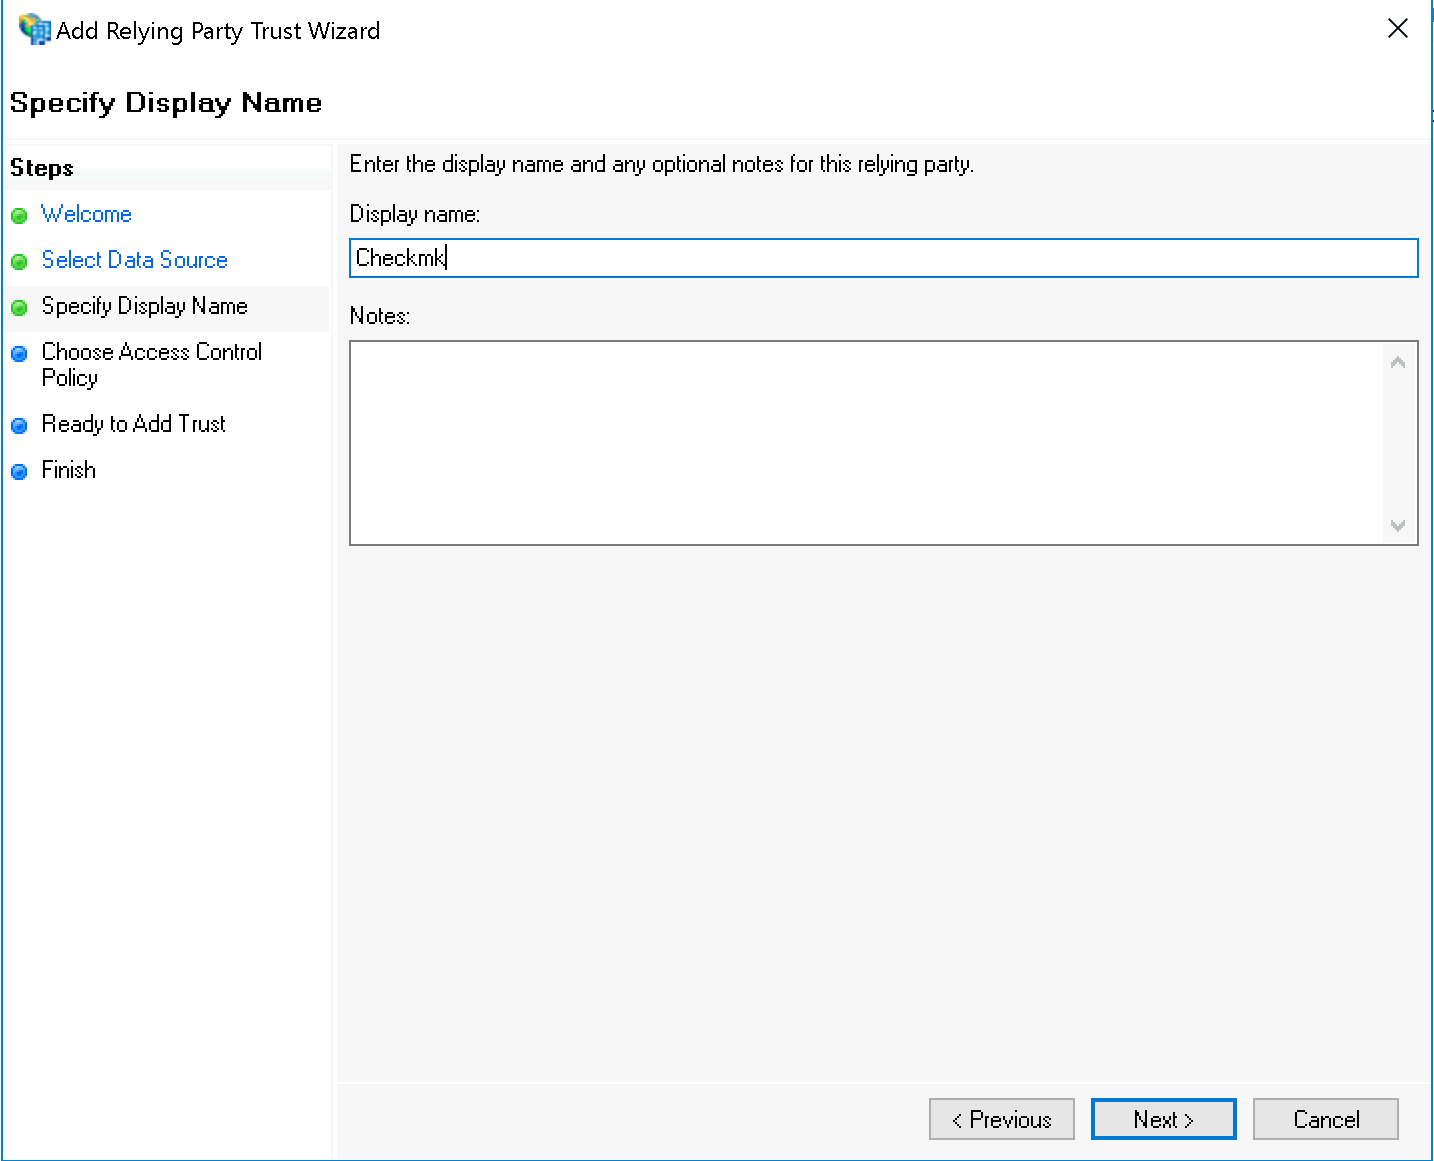 Add Relying Party Trust Wizard
Specify Display Name
Steps
Welcome
Select Data Source
Specify Display Name
Choose Access Control
Policy
Ready to Add Trust
Finish
Enter the display name and any optional notes for this relying party.
Display name:
Checkmk
Notes:
< Previous
Next >
Cancel